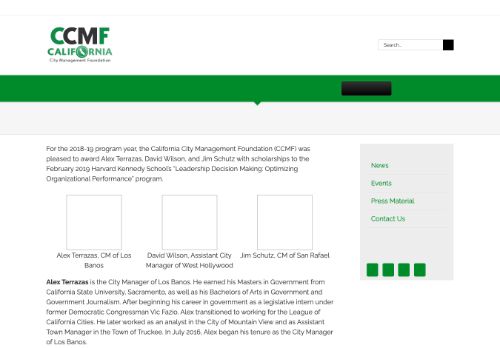 CCMF
CALIFORNIA
City Management Foundation
Search...
For the 2018-19 program year, the California City Management Foundation (CCMF) was
pleased to award Alex Terrazas, David Wilson, and Jim Schutz with scholarships to the
February 2019 Harvard Kennedy School's "Leadership Decision Making: Optimizing
Organizational Performance" program.
Alex Terrazas, CM of Los
Banos
David Wilson, Assistant City
Manager of West Hollywood
Jim Schutz, CM of San Rafael
Alex Terrazas is the City Manager of Los Banos. He earned his Masters in Government from
California State University, Sacramento, as well as his Bachelors of Arts in Government and
Government Journalism. After beginning his career in government as a legislative intern under
former Democratic Congressman Vic Fazio, Alex transitioned to working for the League of
California Cities. He later worked as an analyst in the City of Mountain View and as Assistant
Town Manager in the Town of Truckee. In July 2016, Alex began his tenure as the City Manager
of Los Banos.
News
Events
Press Material
Contact Us